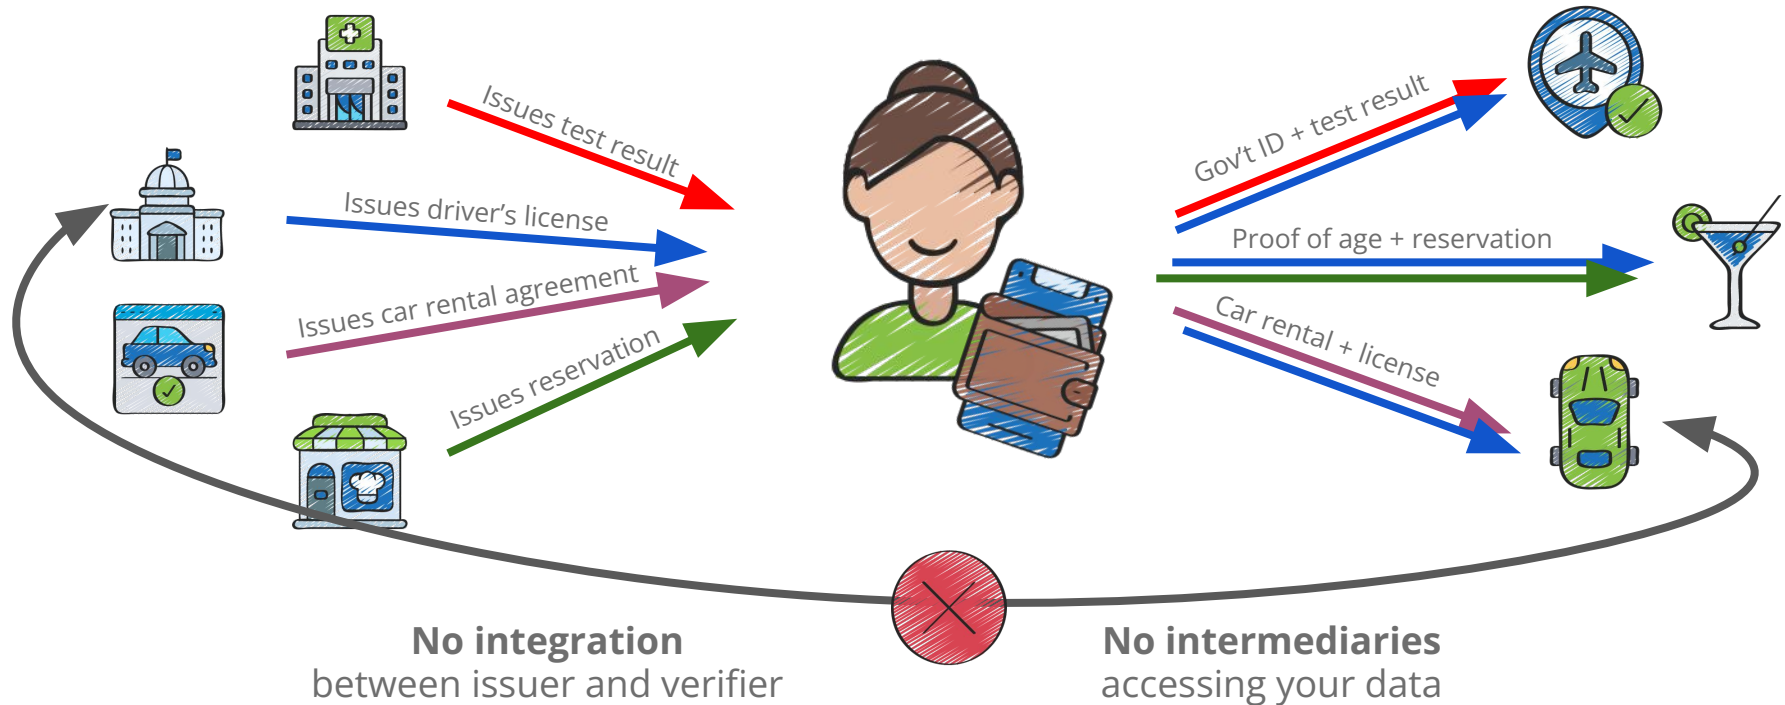 Issues test result
Issues driver's license
Issues car rental agreement
Issues reservation
Gov't ID + test result
Proof of age + reservation
Car rental + license
No integration
between issuer and verifier
No intermediaries
accessing your data